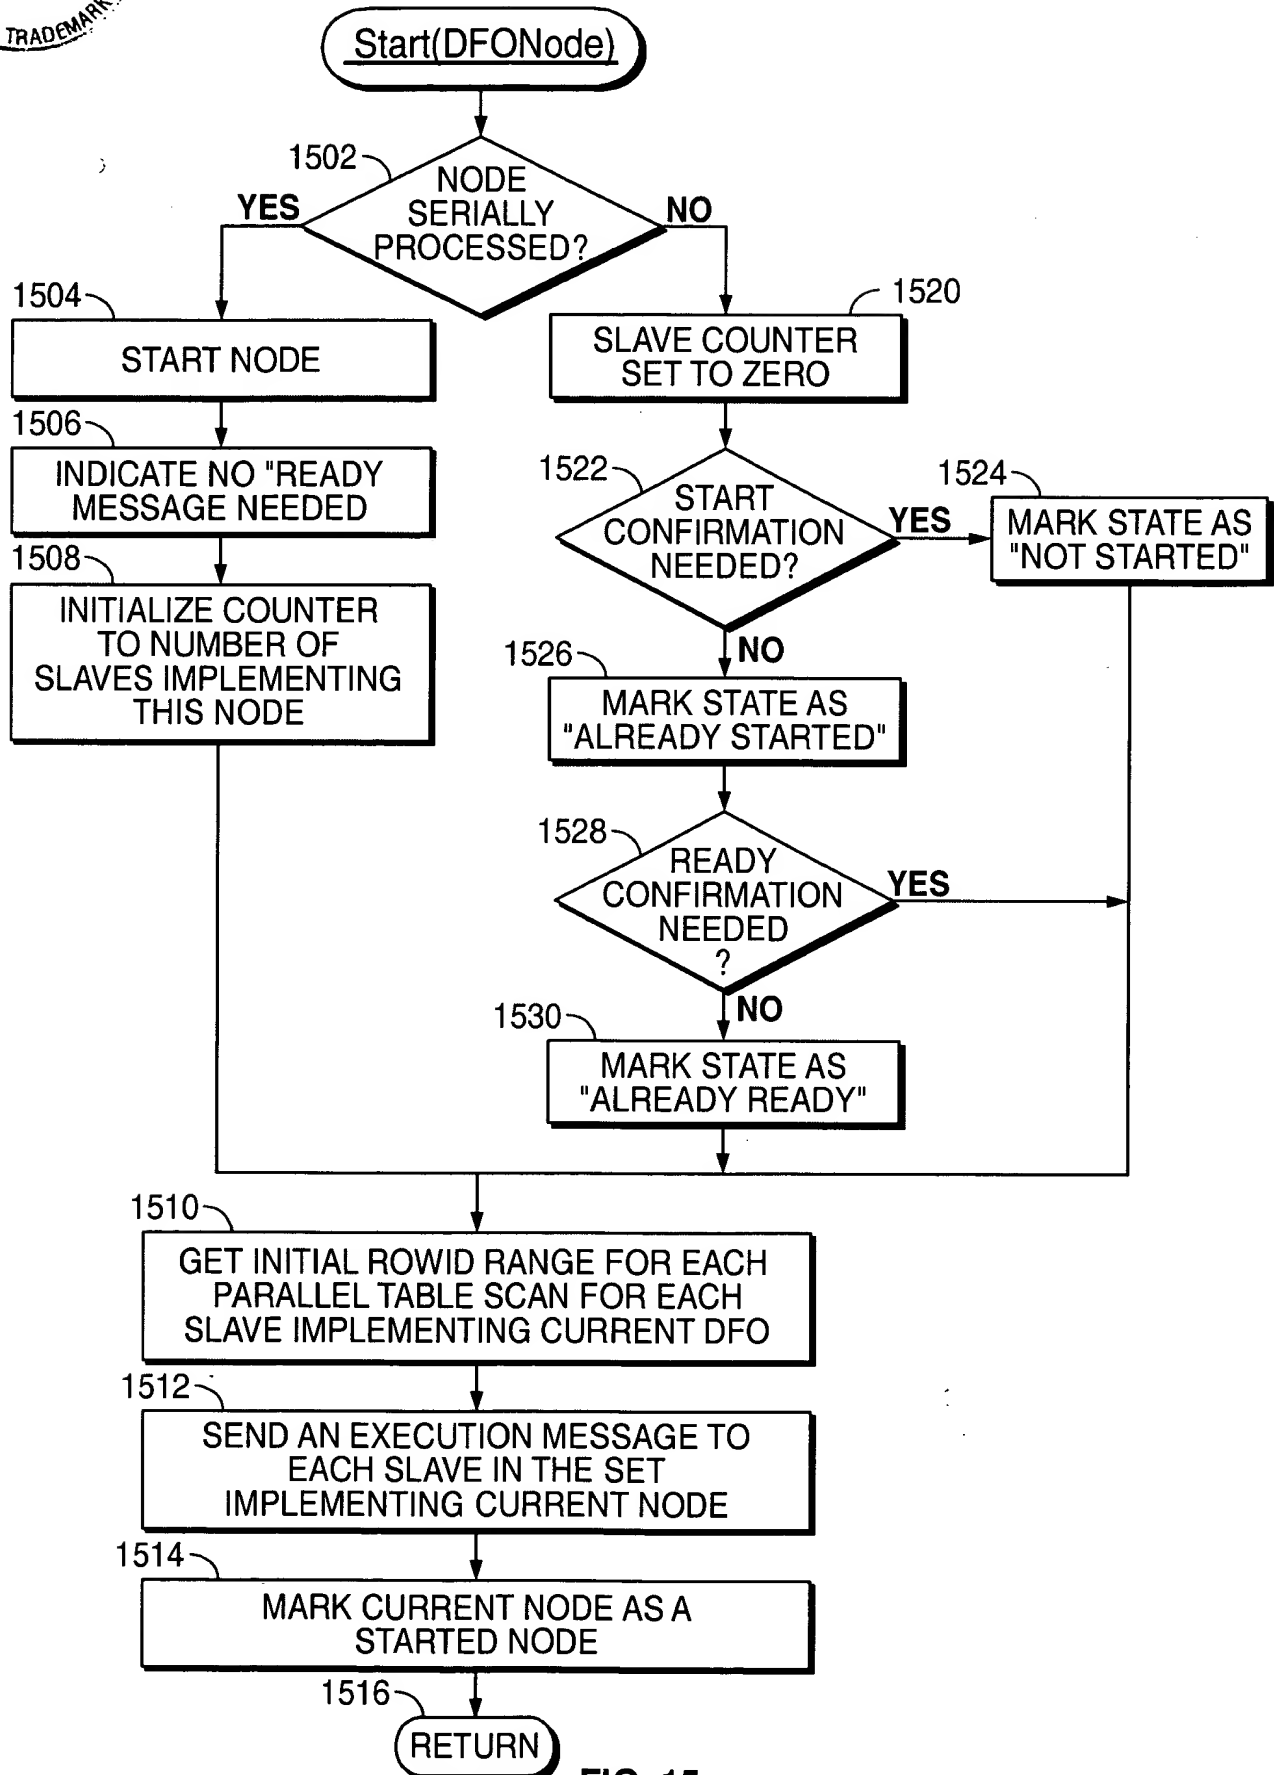 TRADEMARK
Start(DFONode)
1502
NODE
SERIALLY
PROCESSED?
YES
NO
1504
START NODE
1506
INDICATE NO "READY
MESSAGE NEEDED
1508
INITIALIZE COUNTER
TO NUMBER OF
SLAVES IMPLEMENTING
THIS NODE
1520
SLAVE COUNTER
SET TO ZERO
1522
START
CONFIRMATION
NEEDED?
YES
1524
MARK STATE AS
"NOT STARTED"
NO
1526
MARK STATE AS
"ALREADY STARTED"
1528
READY
CONFIRMATION
NEEDED
?
YES
NO
1530
MARK STATE AS
"ALREADY READY"
1510
GET INITIAL ROWID RANGE FOR EACH
PARALLEL TABLE SCAN FOR EACH
SLAVE IMPLEMENTING CURRENT DFO
1512
SEND AN EXECUTION MESSAGE TO
EACH SLAVE IN THE SET
IMPLEMENTING CURRENT NODE
1514
MARK CURRENT NODE AS A
STARTED NODE
1516
RETURN
FIG. 15